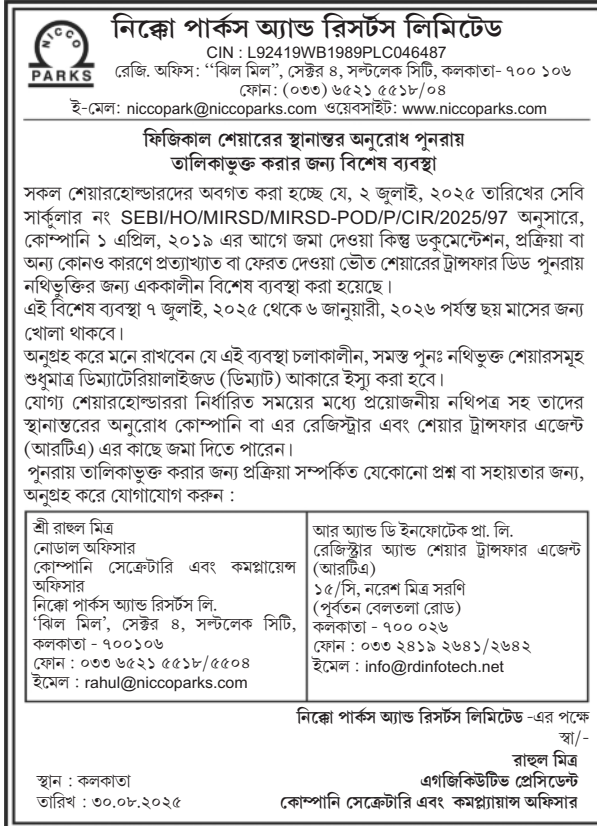 NICCO
PARKS
নিক্কো পার্কস অ্যান্ড রিসর্টস লিমিটেড
CIN : L92419WB1989PLC046487
রেজি. অফিস: ‘‘ঝিল মিল’’, সেক্টর ৪, সল্টলেক সিটি, কলকাতা- ৭০০ ১০৬
ফোন: (০৩৩) ৬৫২১ ৫৫১৮/০৪
ই-মেল: niccopark@niccoparks.com ওয়েবসাইট: www.niccoparks.com
ফিজিকাল শেয়ারের স্থানান্তর অনুরোধ পুনরায়
তালিকাভুক্ত করার জন্য বিশেষ ব্যবস্থা
সকল শেয়ারহোল্ডারদের অবগত করা হচ্ছে যে, ২ জুলাই, ২০২৫ তারিখের সেবি
সার্কুলার নং SEBI/HO/MIRSD/MIRSD-POD/P/CIR/2025/97 অনুসারে,
কোম্পানি ১ এপ্রিল, ২০১৯ এর আগে জমা দেওয়া কিন্তু ডকুমেন্টেশন, প্রক্রিয়া বা
অন্য কোনও কারণে প্রত্যাখ্যাত বা ফেরত দেওয়া ভৌত শেয়ারের ট্রান্সফার ডিড পুনরায়
নথিভুক্তির জন্য এককালীন বিশেষ ব্যবস্থা করা হয়েছে।
এই বিশেষ ব্যবস্থা ৭ জুলাই, ২০২৫ থেকে ৬ জানুয়ারী, ২০২৬ পর্যন্ত ছয় মাসের জন্য
খোলা থাকবে।
অনুগ্রহ করে মনে রাখবেন যে এই ব্যবস্থা চলাকালীন, সমস্ত পুনঃ নথিভুক্ত শেয়ারসমূহ
শুধুমাত্র ডিম্যাটেরিয়ালাইজড (ডিম্যাট) আকারে ইস্যু করা হবে।
যোগ্য শেয়ারহোল্ডাররা নির্ধারিত সময়ের মধ্যে প্রয়োজনীয় নথিপত্র সহ তাদের
স্থানান্তরের অনুরোধ কোম্পানি বা এর রেজিস্ট্রার এবং শেয়ার ট্রান্সফার এজেন্ট
(আরটিএ) এর কাছে জমা দিতে পারেন।
পুনরায় তালিকাভুক্ত করার জন্য প্রক্রিয়া সম্পর্কিত যেকোনো প্রশ্ন বা সহায়তার জন্য,
অনুগ্রহ করে যোগাযোগ করুন :
শ্রী রাহুল মিত্র
নোডাল অফিসার
কোম্পানি সেক্রেটারি এবং কমপ্লায়েন্স
অফিসার
নিক্কো পার্কস অ্যান্ড রিসর্টস লি.
‘ঝিল মিল’, সেক্টর ৪, সল্টলেক সিটি,
কলকাতা - ৭০০১০৬
ফোন : ০৩৩ ৬৫২১ ৫৫১৮/৫৫০৪
ইমেল : rahul@niccoparks.com
আর অ্যান্ড ডি ইনফোটেক প্রা. লি.
রেজিস্ট্রার অ্যান্ড শেয়ার ট্রান্সফার এজেন্ট
(আরটিএ)
১৫/সি, নরেশ মিত্র সরণি
(পূর্বতন বেলতলা রোড)
কলকাতা - ৭০০ ০২৬
ফোন : ০৩৩ ২৪১৯ ২৬৪১/২৬৪২
ইমেল : info@rdinfotech.net
নিক্কো পার্কস অ্যান্ড রিসর্টস লিমিটেড -এর পক্ষে
স্বা/-
রাহুল মিত্র
স্থান : কলকাতা এগজিকিউটিভ প্রেসিডেন্ট
তারিখ : ৩০.০৮.২০২৫ কোম্পানি সেক্রেটারি এবং কমপ্ল্যায়ান্স অফিসার